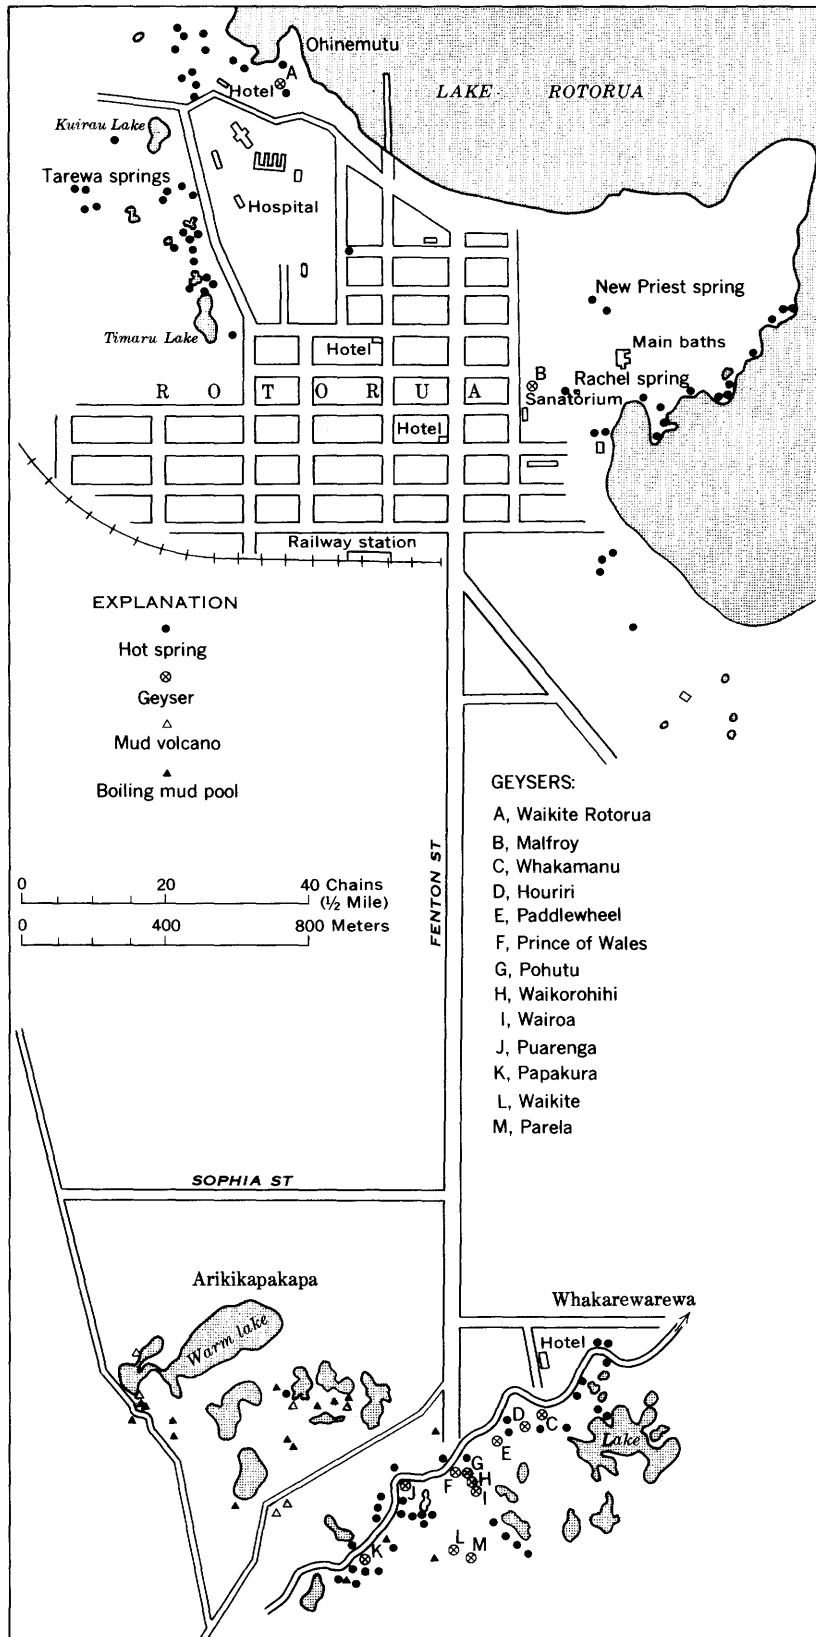 Ohinemutu
A
Hotel
LAKE ROTORUA
Kuirau Lake
Tarewa springs
Hospital
New Priest spring
Timaru Lake
Hotel
Main baths
B
Rachel spring
ROTORUA
Sanatorium
Hotel
Railway station
EXPLANATION
Hot spring
Geyser
Mud volcano
Boiling mud pool
0 20 40 Chains
(½ Mile)
0 400 800 Meters
FENTON ST
GEYSERS:
A, Waikite Rotorua
B, Malfroy
C, Whakamanu
D, Houriri
E, Paddlewheel
F, Prince of Wales
G, Pohutu
H, Waikorohihi
I, Wairoa
J, Puarenga
K, Papakura
L, Waikite
M, Parela
SOPHIA ST
Arikikapakapa
Whakarewarewa
Warm lake
Hotel
D
C
E
Lake
G
F
H
J
I
L
M
K